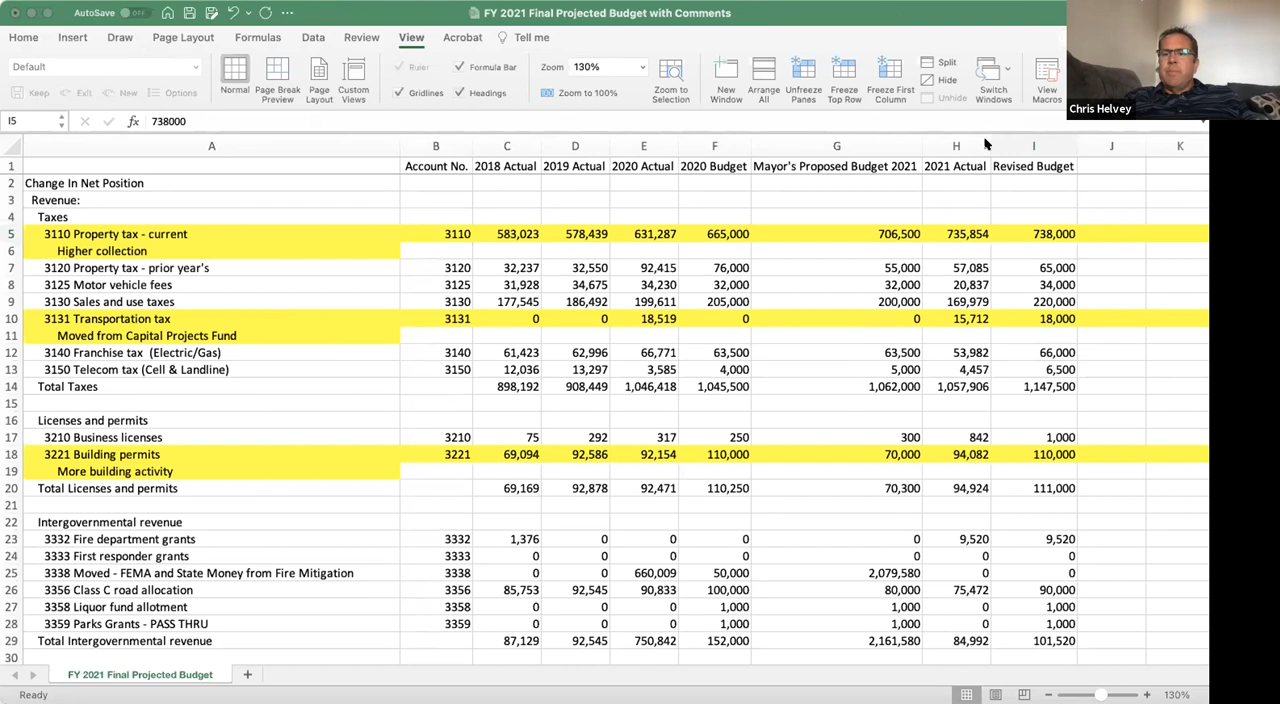 AutoSave OFF FY 2021 Final Projected Budget with Comments
Home Insert Draw Page Layout Formulas Data Review View Acrobat Tell me
Default
Keep Exit New Options
Normal Page Break Preview Page Layout Custom Views
Ruler Formula Bar
Gridlines Headings
Zoom 130%
Zoom to 100%
Zoom to Selection
New Window Arrange All Unfreeze Panes Freeze Top Row Freeze First Column
Split
Hide
Unhide
Switch Windows View Macros
Chris Helvey
I5 fx 738000
A B C D E F G H I J K
1 Account No. 2018 Actual 2019 Actual 2020 Actual 2020 Budget Mayor's Proposed Budget 2021 2021 Actual Revised Budget
2 Change In Net Position
3 Revenue:
4 Taxes
5 3110 Property tax - current 3110 583,023 578,439 631,287 665,000 706,500 735,854 738,000
6 Higher collection
7 3120 Property tax - prior year's 3120 32,237 32,550 92,415 76,000 55,000 57,085 65,000
8 3125 Motor vehicle fees 3125 31,928 34,675 34,230 32,000 32,000 20,837 34,000
9 3130 Sales and use taxes 3130 177,545 186,492 199,611 205,000 200,000 169,979 220,000
10 3131 Transportation tax 3131 0 0 18,519 0 0 15,712 18,000
11 Moved from Capital Projects Fund
12 3140 Franchise tax (Electric/Gas) 3140 61,423 62,996 66,771 63,500 63,500 53,982 66,000
13 3150 Telecom tax (Cell & Landline) 3150 12,036 13,297 3,585 4,000 5,000 4,457 6,500
14 Total Taxes 898,192 908,449 1,046,418 1,045,500 1,062,000 1,057,906 1,147,500
15
16 Licenses and permits
17 3210 Business licenses 3210 75 292 317 250 300 842 1,000
18 3221 Building permits 3221 69,094 92,586 92,154 110,000 70,000 94,082 110,000
19 More building activity
20 Total Licenses and permits 69,169 92,878 92,471 110,250 70,300 94,924 111,000
21
22 Intergovernmental revenue
23 3332 Fire department grants 3332 1,376 0 0 0 0 9,520 9,520
24 3333 First responder grants 3333 0 0 0 0 0 0 0
25 3338 Moved - FEMA and State Money from Fire Mitigation 3338 0 0 660,009 50,000 2,079,580 0 0
26 3356 Class C road allocation 3356 85,753 92,545 90,833 100,000 80,000 75,472 90,000
27 3358 Liquor fund allotment 3358 0 0 0 1,000 1,000 0 1,000
28 3359 Parks Grants - PASS THRU 3359 0 0 0 1,000 1,000 0 1,000
29 Total Intergovernmental revenue 87,129 92,545 750,842 152,000 2,161,580 84,992 101,520
30
FY 2021 Final Projected Budget +
Ready 130%